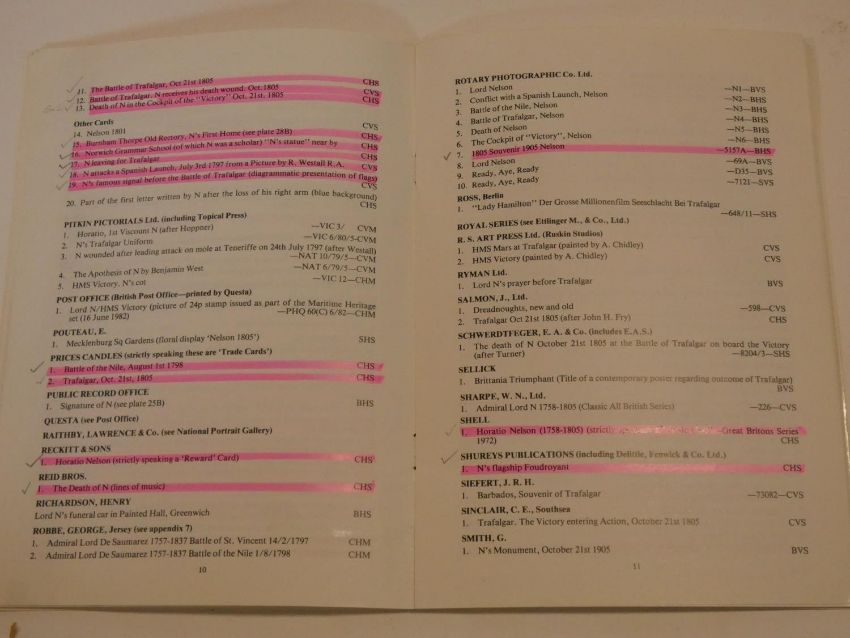 11. The Battle of Trafalgar, Oct 21st 1805 CHS
12. Battle of Trafalgar. N receives his death wound. Oct. 1805 CVS
13. Death of N in the Cockpit of the "Victory" Oct. 21st. 1805 CHS
Other Cards
14. Nelson 1801 CVS
15. Burnham Thorpe Old Rectory, N's First Home (see plate 28B) CHS
16. Norwich Grammar School (of which N was a scholar) "N's statue" near by CHS
17. N leaving for Trafalgar CVS
18. N attacks a Spanish Launch, July 3rd 1797 from a Picture by R. Westall R.A. CVS
19. N's famous signal before the Battle of Trafalgar (diagrammatic presentation of flags) CVS
20. Part of the first letter written by N after the loss of his right arm (blue background) CHS
PITKIN PICTORIALS Ltd. (including Topical Press)
1. Horatio, 1st Viscount N (after Hoppner) —VIC 3/ CVM
2. N's Trafalgar Uniform —VIC 6/80/5-CVM
3. N wounded after leading attack on mole at Teneriffe on 24th July 1797 (after Westall) —NAT 10/79/5—CVM
4. The Apothesis of N by Benjamin West —NAT 6/79/5—CVM
5. HMS Victory. N's cot —VIC 12—CHM
POST OFFICE (British Post Office—printed by Questa)
1. Lord N/HMS Victory (picture of 24p stamp issued as part of the Maritime Heritage
set (16 June 1982) —PHQ 60(C) 6/82—CHM
POUTEAU, E.
1. Mecklenburg Sq Gardens (floral display 'Nelson 1805') SHS
PRICES CANDLES (strictly speaking these are 'Trade Cards')
1. Battle of the Nile, August 1st 1798 CHS
2. Trafalgar, Oct. 21st, 1805 CHS
PUBLIC RECORD OFFICE
1. Signature of N (see plate 25B) BHS
QUESTA (see Post Office)
RAITHBY, LAWRENCE & Co. (see National Portrait Gallery)
RECKITT & SONS
1. Horatio Nelson (strictly speaking a 'Reward' Card) CHS
REID BROS.
1. The Death of N (lines of music) CHS
RICHARDSON, HENRY
Lord N's funeral car in Painted Hall, Greenwich BHS
ROBBE, GEORGE, Jersey (see appendix 7)
1. Admiral Lord De Saumarez 1757-1837 Battle of St. Vincent 14/2/1797 CHM
2. Admiral Lord De Saumarez 1757-1837 Battle of the Nile 1/8/1798 CHM
10
ROTARY PHOTOGRAPHIC Co. Ltd.
1. Lord Nelson —N1—BVS
2. Conflict with a Spanish Launch, Nelson —N2—BHS
3. Battle of the Nile, Nelson —N3—BHS
4. Battle of Trafalgar, Nelson —N4—BHS
5. Death of Nelson —N5—BHS
6. The Cockpit of "Victory", Nelson —N6—BHS
7. 1805 Souvenir 1905 Nelson —5157A—BHS
8. Lord Nelson —69A—BVS
9. Ready, Aye, Ready —D35—BVS
10. Ready, Aye, Ready —7121—SVS
ROSS, Berlin
1. "Lady Hamilton" Der Grosse Millionenfilm Seeschlacht Bei Trafalgar —648/11—SHS
ROYAL SERIES (see Ettlinger M., & Co., Ltd.)
R. S. ART PRESS Ltd. (Ruskin Studios)
1. HMS Mars at Trafalgar (painted by A. Chidley) CVS
2. HMS Victory (painted by A. Chidley) CVS
RYMAN Ltd.
1. Lord N's prayer before Trafalgar BVS
SALMON, J., Ltd.
1. Dreadnoughts, new and old —598—CVS
2. Trafalgar Oct 21st 1805 (after John H. Fry) CHS
SCHWERDTFEGER, E. A. & Co. (includes E.A.S.)
1. The death of N October 21st 1805 at the Battle of Trafalgar on board the Victory
(after Turner) —8204/3—SHS
SELLICK
1. Brittania Triumphant (Title of a contemporary poster regarding outcome of Trafalgar) BVS
SHARPE, W. N., Ltd.
1. Admiral Lord N 1758-1805 (Classic All British Series) —226—CVS
SHELL
1. Horatio Nelson (1758-1805) (strictly Great Britons Series
1972) CHS
SHUREYS PUBLICATIONS (including Delittle, Fenwick & Co. Ltd.)
1. N's flagship Foudroyant CHS
SIEFERT, J. R. H.
1. Barbados, Souvenir of Trafalgar —73082—CVS
SINCLAIR, C. E., Southsea
1. Trafalgar. The Victory entering Action, October 21st 1805 CVS
SMITH, G.
1. N's Monument, October 21st 1905 BVS
11